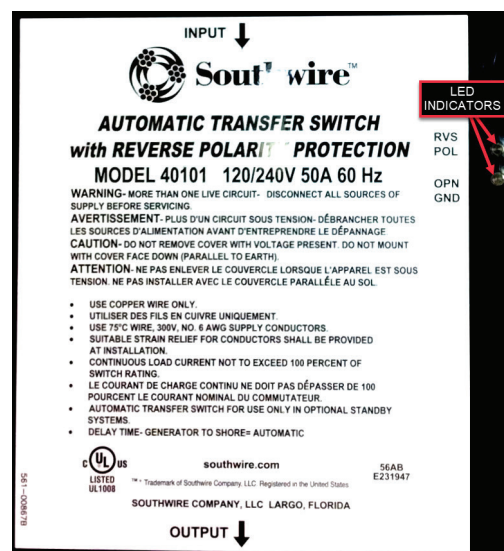 INPUT
Southwire™
LED
INDICATORS
AUTOMATIC TRANSFER SWITCH
with REVERSE POLARITY PROTECTION
RVS
POL
MODEL 40101 120/240V 50A 60 Hz
OPN
GND
WARNING- MORE THAN ONE LIVE CIRCUIT- DISCONNECT ALL SOURCES OF
SUPPLY BEFORE SERVICING.
AVERTISSEMENT- PLUS D'UN CIRCUIT SOUS TENSION- DÉBRANCHER TOUTES
LES SOURCES D'ALIMENTATION AVANT D'ENTREPRENDRE LE DÉPANNAGE.
CAUTION- DO NOT REMOVE COVER WITH VOLTAGE PRESENT. DO NOT MOUNT
WITH COVER FACE DOWN (PARALLEL TO EARTH).
ATTENTION- NE PAS ENLEVER LE COUVERCLE LORSQUE L'APPAREL EST SOUS
TENSION. NE PAS INSTALLER AVEC LE COUVERCLE PARALLÉLE AU SOL.
• USE COPPER WIRE ONLY.
• UTILISER DES FILS EN CUIVRE UNIQUEMENT.
• USE 75°C WIRE, 300V, NO. 6 AWG SUPPLY CONDUCTORS.
• SUITABLE STRAIN RELIEF FOR CONDUCTORS SHALL BE PROVIDED
AT INSTALLATION.
• CONTINUOUS LOAD CURRENT NOT TO EXCEED 100 PERCENT OF
SWITCH RATING.
• LE COURANT DE CHARGE CONTINU NE DOIT PAS DÉPASSER DE 100
POURCENT LE COURANT NOMINAL DU COMMUTATEUR.
• AUTOMATIC TRANSFER SWITCH FOR USE ONLY IN OPTIONAL STANDBY
SYSTEMS.
• DELAY TIME- GENERATOR TO SHORE= AUTOMATIC
C UL US
LISTED
UL1008
southwire.com
56AB
E231947
™ * Trademark of Southwire Company, LLC Registered in the United States
561-00867B
SOUTHWIRE COMPANY, LLC LARGO, FLORIDA
OUTPUT